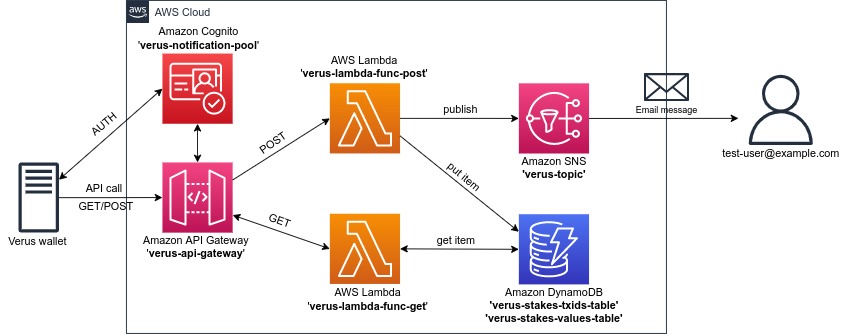 aws
AWS Cloud
Amazon Cognito
'verus-notification-pool'
AWS Lambda
'verus-lambda-func-post'
AUTH
POST
publish
Email message
Amazon SNS
'verus-topic'
test-user@example.com
put item
API call
GET/POST
Verus wallet
Amazon API Gateway
'verus-api-gateway'
GET
get item
AWS Lambda
'verus-lambda-func-get'
Amazon DynamoDB
'verus-stakes-txids-table'
'verus-stakes-values-table'